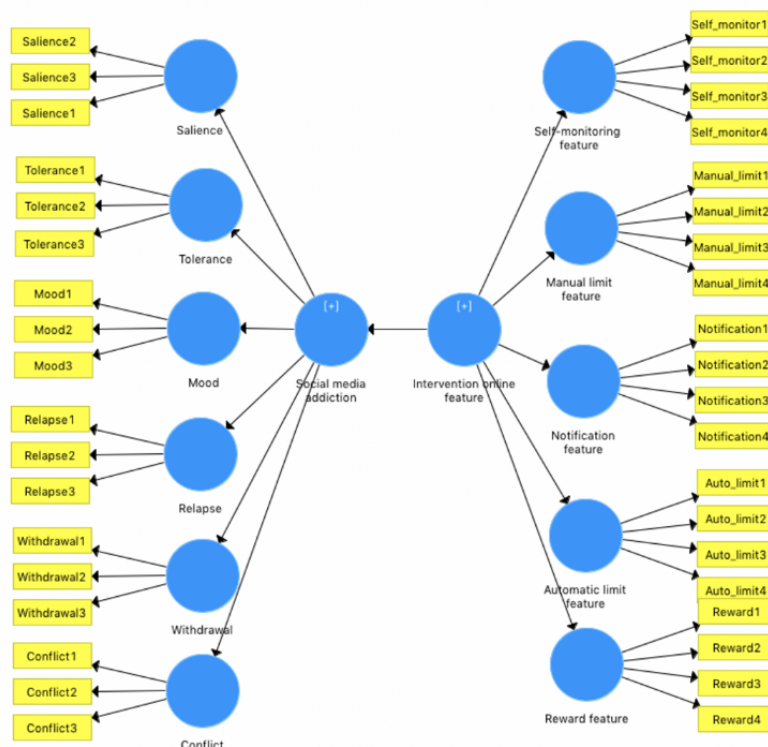 Salience2
Salience3
Salience1
Salience
Tolerance1
Tolerance2
Tolerance3
Tolerance
Mood1
Mood2
Mood3
Mood
Relapse1
Relapse2
Relapse3
Relapse
Withdrawal1
Withdrawal2
Withdrawal3
Withdrawal
Conflict1
Conflict2
Conflict3
Conflict
[+]
Social media
addiction
[+]
Intervention online
feature
Self_monitor1
Self_monitor2
Self_monitor3
Self_monitor4
Self-monitoring
feature
Manual_limit1
Manual_limit2
Manual_limit3
Manual_limit4
Manual limit
feature
Notification1
Notification2
Notification3
Notification4
Notification
feature
Auto_limit1
Auto_limit2
Auto_limit3
Auto_limit4
Automatic limit
feature
Reward1
Reward2
Reward3
Reward4
Reward feature